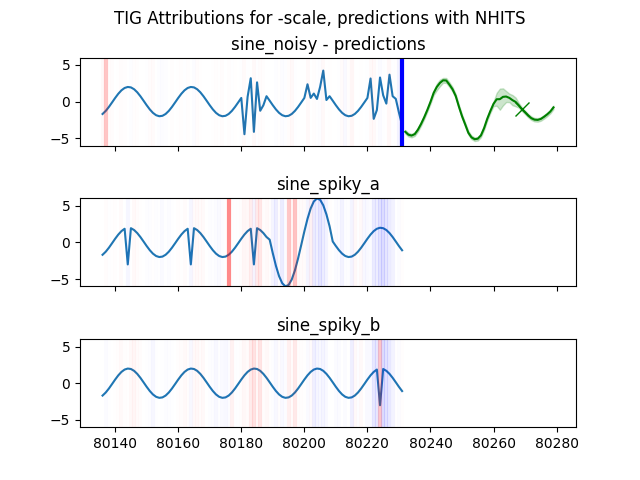 TIG Attributions for -scale, predictions with NHITS
sine_noisy - predictions
5
0
−5
sine_spiky_a
5
0
−5
sine_spiky_b
5
0
−5
80140 80160 80180 80200 80220 80240 80260 80280